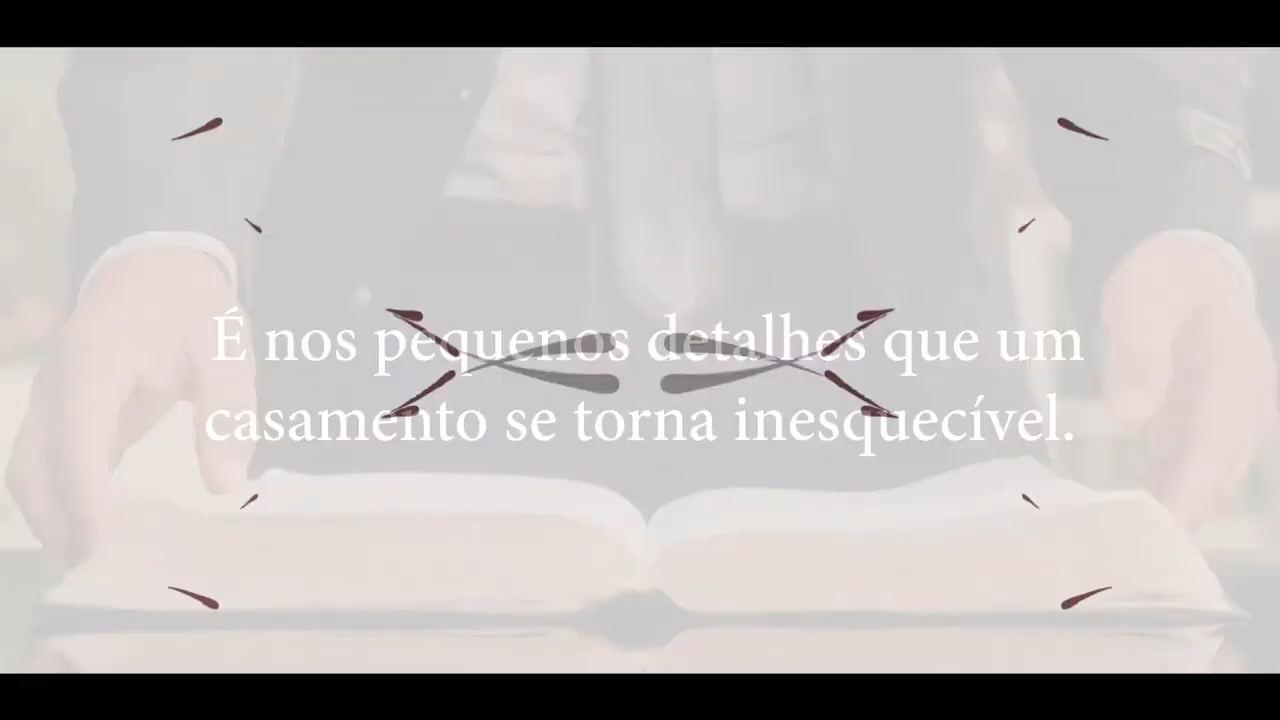 É nos pequenos detalhes que um
casamento se torna inesquecível.